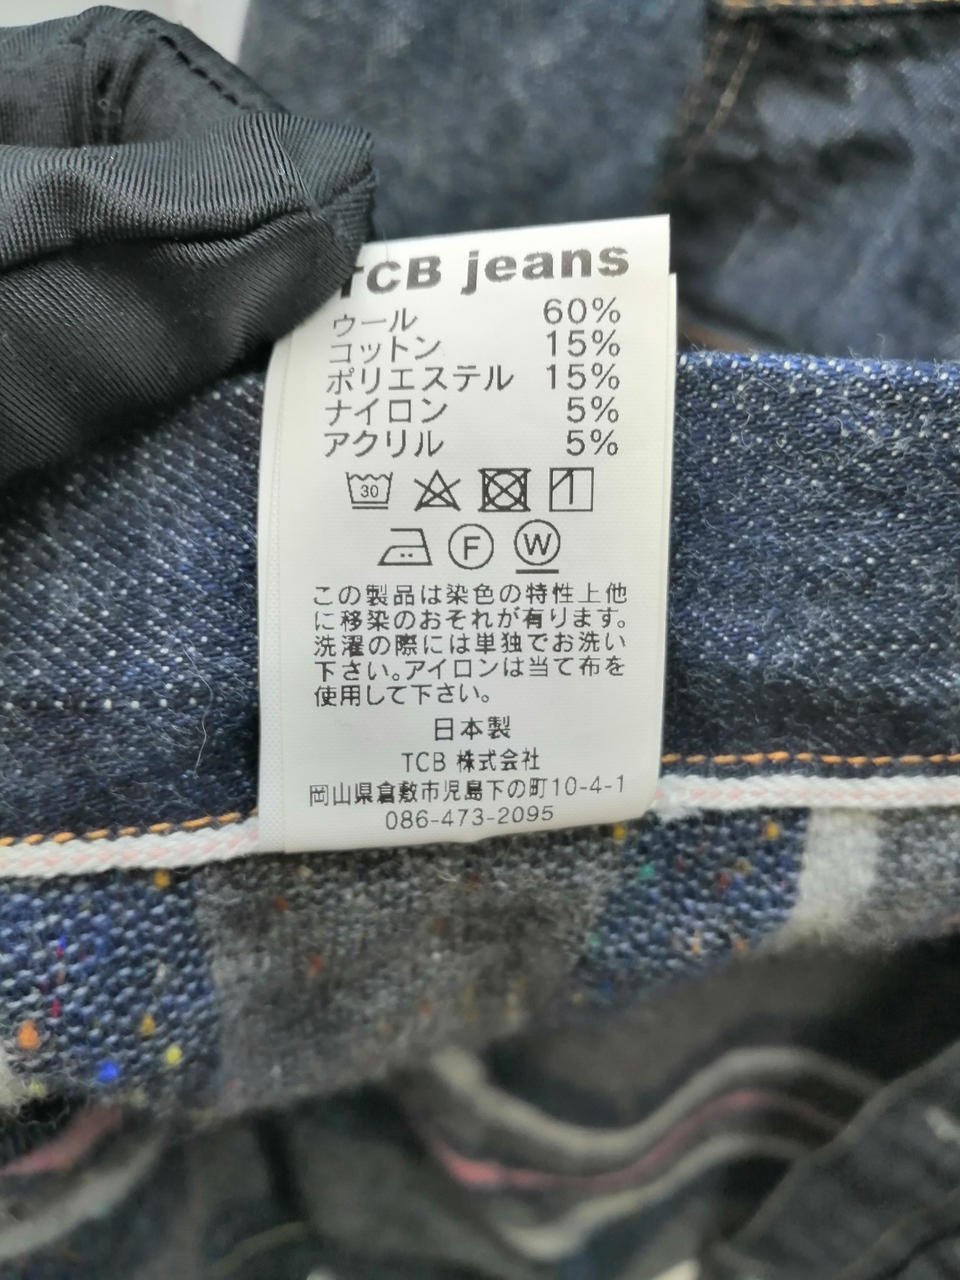 TCB jeans
ウール 60%
コットン 15%
ポリエステル 15%
ナイロン 5%
アクリル 5%
30
F W
この製品は染色の特性上他
に移染のおそれが有ります。
洗濯の際には単独でお洗い
下さい。アイロンは当て布を
使用して下さい。
日本製
TCB 株式会社
岡山県倉敷市児島下の町10-4-1
086-473-2095